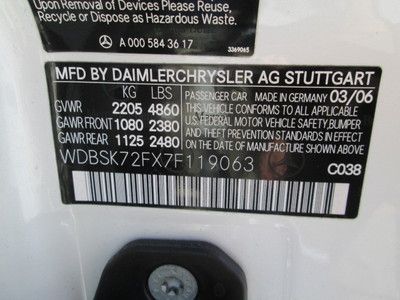 upon Removal of Devices Please Reuse,
Recycle or Dispose as Hazardous Waste.
A 000 584 36 17
3369065
MFD BY DAIMLERCHRYSLER AG STUTTGART
KG LBS
GVWR 2205 4860
GAWR FRONT 1080 2380
GAWR REAR 1125 2480
PASSENGER CAR MADE IN GERMANY 03/06
THIS VEHICLE CONFORMS TO ALL APPLICABLE
U.S. FEDERAL MOTOR VEHICLE SAFETY, BUMPER
AND THEFT PREVENTION STANDARDS IN EFFECT
ON THE DATE OF MANUFACTURE SHOWN ABOVE.
WDBSK72FX7F119063
C038